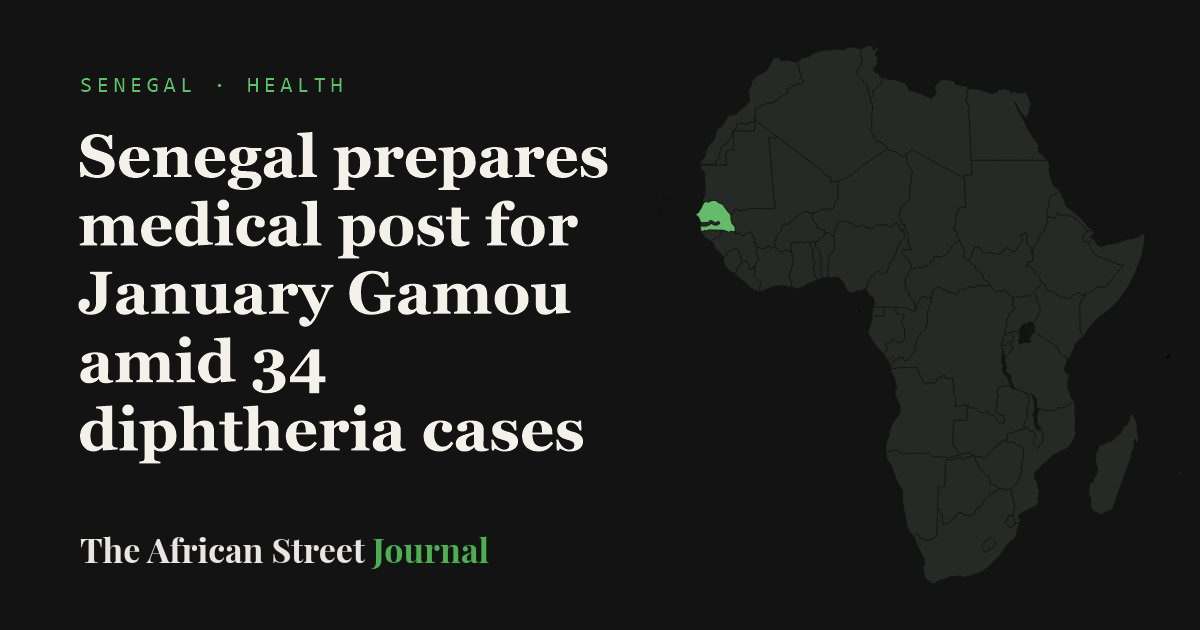 SENEGAL · HEALTH
Senegal prepares
medical post for
January Gamou
amid 34
diphtheria cases
The African Street Journal